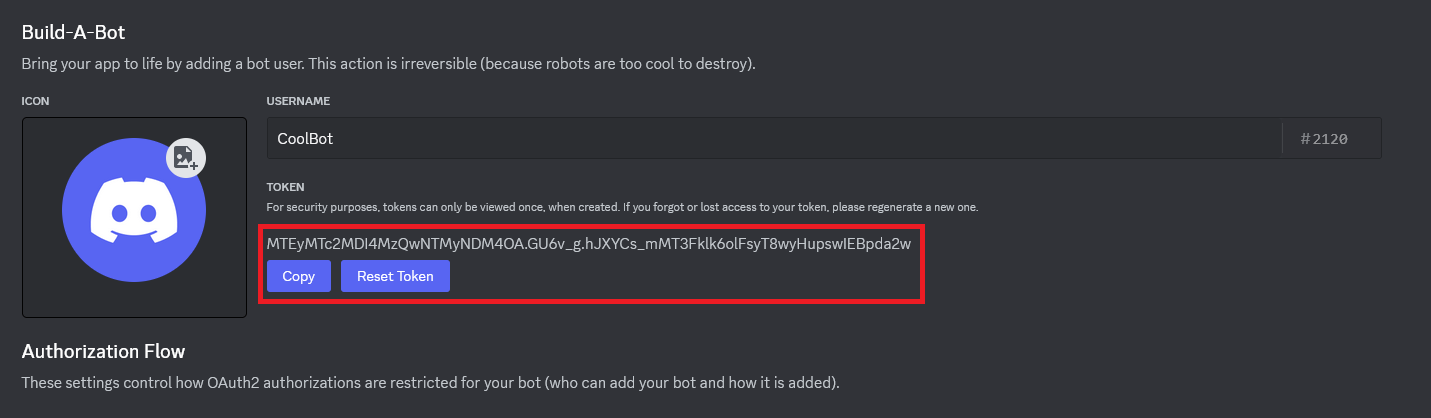 Build-A-Bot
Bring your app to life by adding a bot user. This action is irreversible (because robots are too cool to destroy).
ICON
USERNAME
CoolBot
#2120
TOKEN
For security purposes, tokens can only be viewed once, when created. If you forgot or lost access to your token, please regenerate a new one.
MTEyMTc2MDI4MzQwNTMyNDM4OA.GU6v_g.hJXYCs_mMT3Fklk6olFsyT8wyHupswIEBpda2w
Copy Reset Token
Authorization Flow
These settings control how OAuth2 authorizations are restricted for your bot (who can add your bot and how it is added).